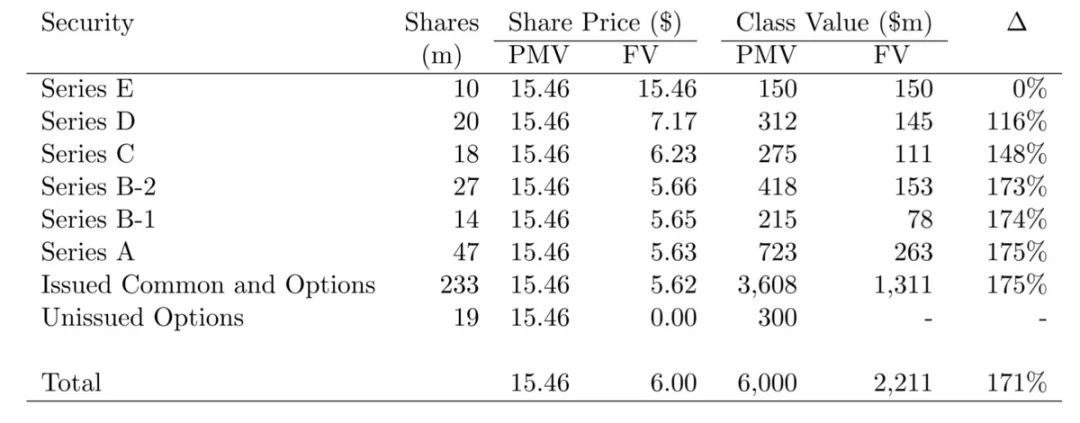 Security Shares Share Price ($) Class Value ($m) Δ
(m) PMV FV PMV FV
Series E 10 15.46 15.46 150 150 0%
Series D 20 15.46 7.17 312 145 116%
Series C 18 15.46 6.23 275 111 148%
Series B-2 27 15.46 5.66 418 153 173%
Series B-1 14 15.46 5.65 215 78 174%
Series A 47 15.46 5.63 723 263 175%
Issued Common and Options 233 15.46 5.62 3,608 1,311 175%
Unissued Options 19 15.46 0.00 300 - -
Total 15.46 6.00 6,000 2,211 171%